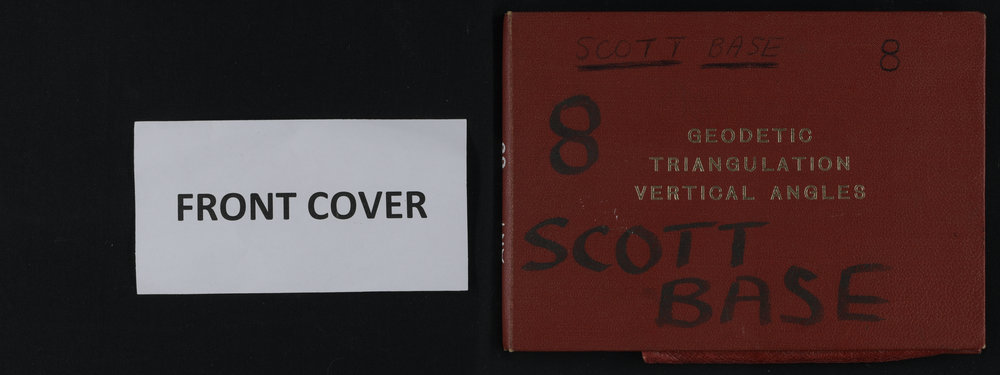 FRONT COVER
SCOTT BASE
8
8
GEODETIC
TRIANGULATION
VERTICAL ANGLES
SCOTT
BASE